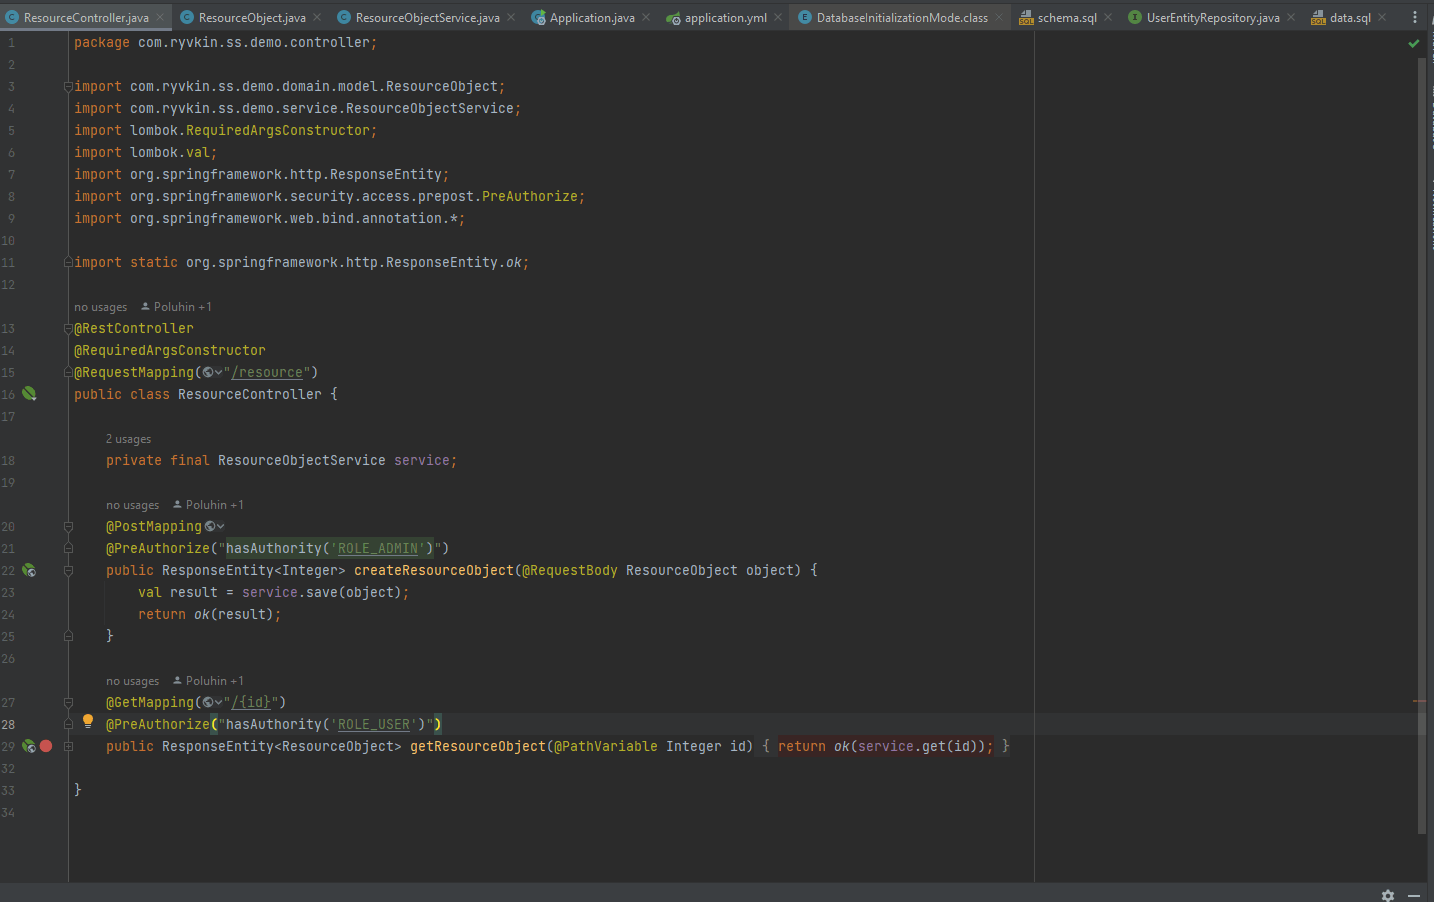 ResourceController.java ResourceObject.java ResourceObjectService.java Application.java application.yml DatabaseInitializationMode.class schema.sql UserEntityRepository.java data.sql
1 package com.ryvkin.ss.demo.controller;
2
3 import com.ryvkin.ss.demo.domain.model.ResourceObject;
4 import com.ryvkin.ss.demo.service.ResourceObjectService;
5 import lombok.RequiredArgsConstructor;
6 import lombok.val;
7 import org.springframework.http.ResponseEntity;
8 import org.springframework.security.access.prepost.PreAuthorize;
9 import org.springframework.web.bind.annotation.*;
10
11 import static org.springframework.http.ResponseEntity.ok;
12
no usages Poluhin +1
13 @RestController
14 @RequiredArgsConstructor
15 @RequestMapping("/resource")
16 public class ResourceController {
17
2 usages
18 private final ResourceObjectService service;
19
no usages Poluhin +1
20 @PostMapping
21 @PreAuthorize("hasAuthority('ROLE_ADMIN')")
22 public ResponseEntity<Integer> createResourceObject(@RequestBody ResourceObject object) {
23 val result = service.save(object);
24 return ok(result);
25 }
26
no usages Poluhin +1
27 @GetMapping("/{id}")
28 @PreAuthorize("hasAuthority('ROLE_USER')")
29 public ResponseEntity<ResourceObject> getResourceObject(@PathVariable Integer id) { return ok(service.get(id)); }
32
33 }
34